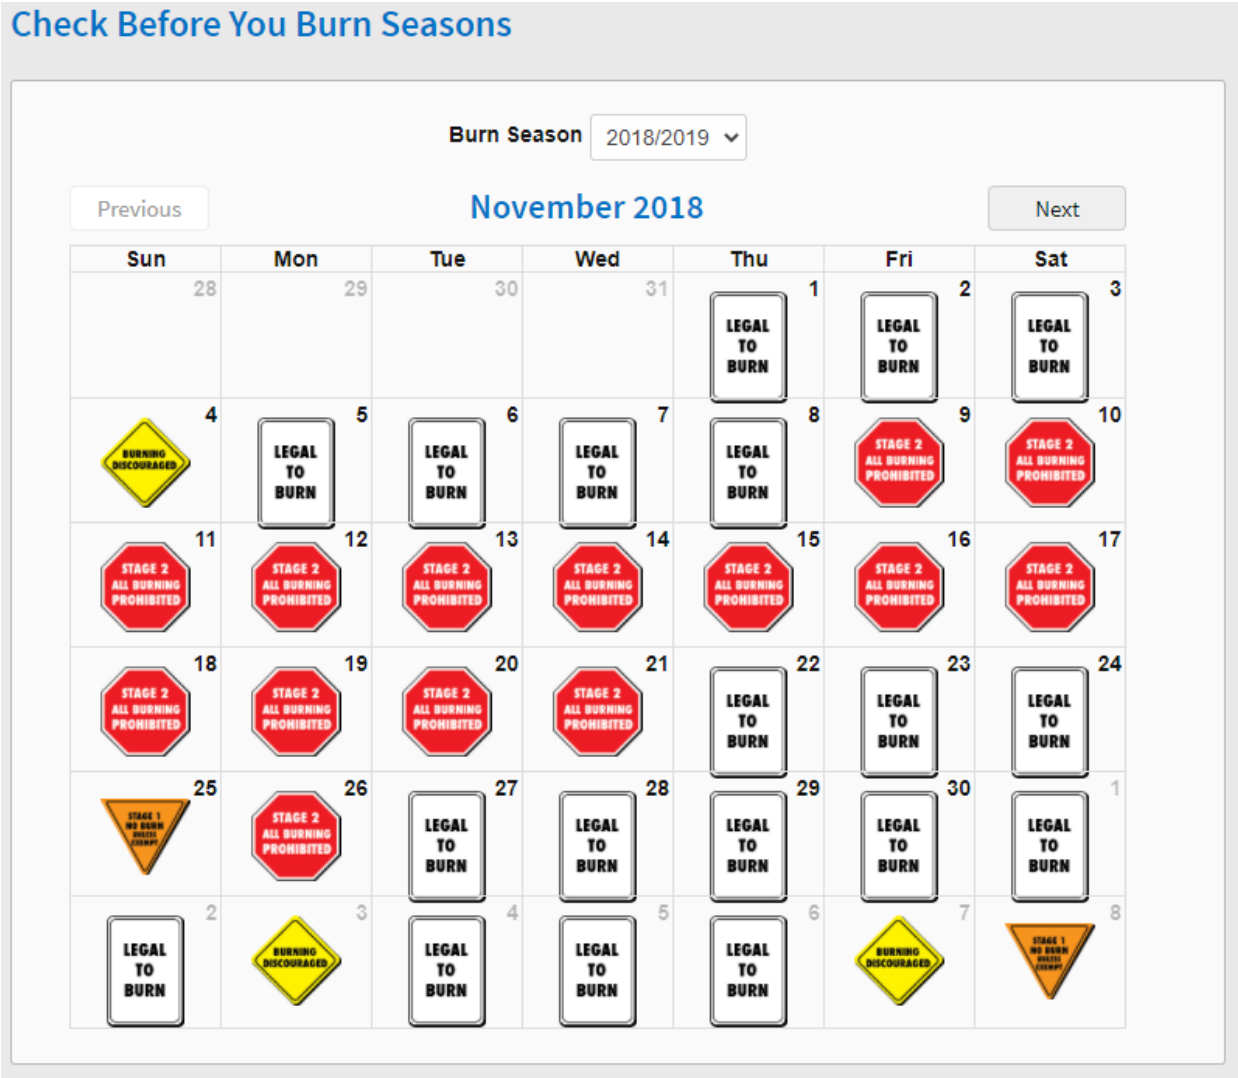 Check Before You Burn Seasons
Burn Season 2018/2019
Previous November 2018 Next
Sun Mon Tue Wed Thu Fri Sat
28 29 30 31 1 2 3
LEGAL LEGAL LEGAL
TO TO TO
BURN BURN BURN
4 5 6 7 8 9 10
BURNING DISCOURAGED
LEGAL LEGAL LEGAL LEGAL STAGE 2 STAGE 2
TO TO TO TO ALL BURNING ALL BURNING
BURN BURN BURN BURN PROHIBITED PROHIBITED
11 12 13 14 15 16 17
STAGE 2 STAGE 2 STAGE 2 STAGE 2 STAGE 2 STAGE 2 STAGE 2
ALL BURNING ALL BURNING ALL BURNING ALL BURNING ALL BURNING ALL BURNING ALL BURNING
PROHIBITED PROHIBITED PROHIBITED PROHIBITED PROHIBITED PROHIBITED PROHIBITED
18 19 20 21 22 23 24
STAGE 2 STAGE 2 STAGE 2 STAGE 2 LEGAL LEGAL LEGAL
ALL BURNING ALL BURNING ALL BURNING ALL BURNING TO TO TO
PROHIBITED PROHIBITED PROHIBITED PROHIBITED BURN BURN BURN
25 26 27 28 29 30 1
STAGE 1
NO BURN
UNLESS
EXEMPT
STAGE 2 LEGAL LEGAL LEGAL LEGAL LEGAL
ALL BURNING TO TO TO TO TO
PROHIBITED BURN BURN BURN BURN BURN
2 3 4 5 6 7 8
LEGAL BURNING LEGAL LEGAL LEGAL BURNING STAGE 1
TO DISCOURAGED TO TO TO DISCOURAGED NO BURN
BURN BURN BURN BURN UNLESS
EXEMPT